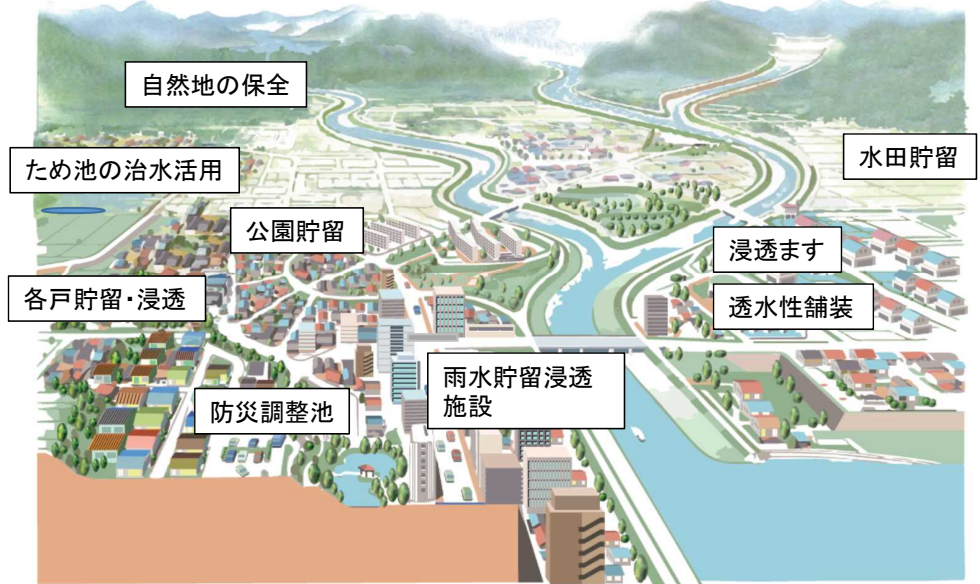 自然地の保全
ため池の治水活用
水田貯留
公園貯留
浸透ます
各戸貯留・浸透
透水性舗装
雨水貯留浸透
施設
防災調整池